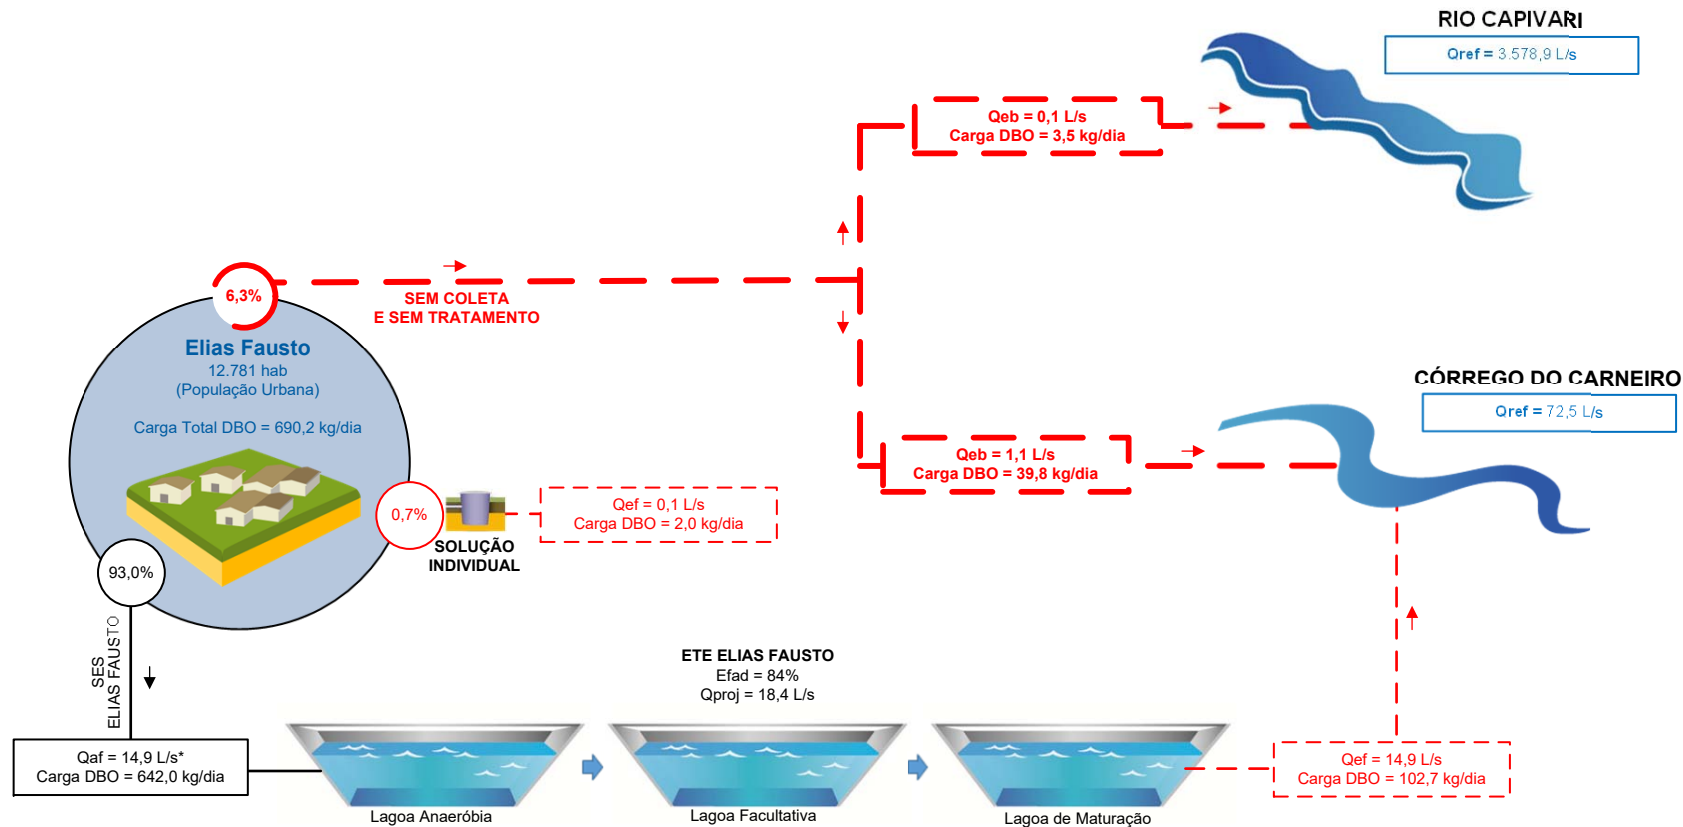 RIO CAPIVARI
Qref = 3.578,9 L/s
Qeb = 0,1 L/s
Carga DBO = 3,5 kg/dia
6,3%
SEM COLETA
E SEM TRATAMENTO
Elias Fausto
12.781 hab
(População Urbana)
Carga Total DBO = 690,2 kg/dia
CÓRREGO DO CARNEIRO
Qref = 72,5 L/s
Qeb = 1,1 L/s
Carga DBO = 39,8 kg/dia
0,7%
SOLUÇÃO
INDIVIDUAL
Qef = 0,1 L/s
Carga DBO = 2,0 kg/dia
93,0%
SES
ELIAS FAUSTO
ETE ELIAS FAUSTO
Efad = 84%
Qproj = 18,4 L/s
Qaf = 14,9 L/s*
Carga DBO = 642,0 kg/dia
Lagoa Anaeróbia
Lagoa Facultativa
Lagoa de Maturação
Qef = 14,9 L/s
Carga DBO = 102,7 kg/dia